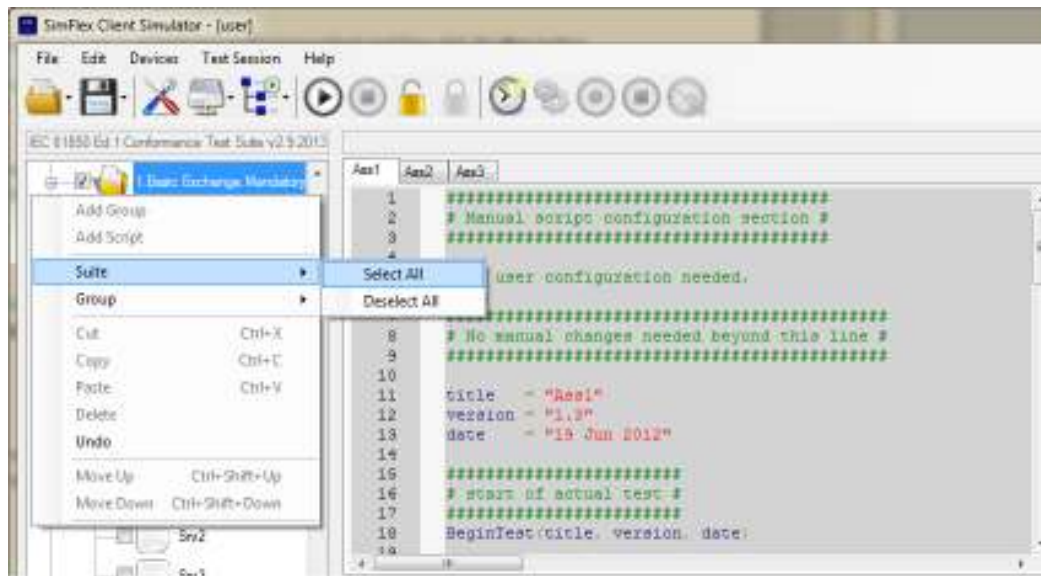 SimFlex Client Simulator - [user]
File Edit Devices Test Session Help
IEC 61850 Ed 1 Conformance Test Suite v2.9 2013
1 Basic Exchange Mandatory
Add Group
Add Script
Suite
Group
Cut Ctrl+X
Copy Ctrl+C
Paste Ctrl+V
Delete
Undo
Move Up Ctrl+Shift+Up
Move Down Ctrl+Shift+Down
Srv2
Srv3
Select All
Deselect All
Ass1 Ass2 Ass3
1 #######################################
2 # Manual script configuration section #
3 #######################################
4
user configuration needed.
#############################################
8 # No manual changes needed beyond this line #
9 #############################################
10
11 title = "Ass1"
12 version = "1.3"
13 date = "19 Jun 2012"
14
15 ########################
16 # start of actual test #
17 ########################
18 BeginTest(title, version, date)
19